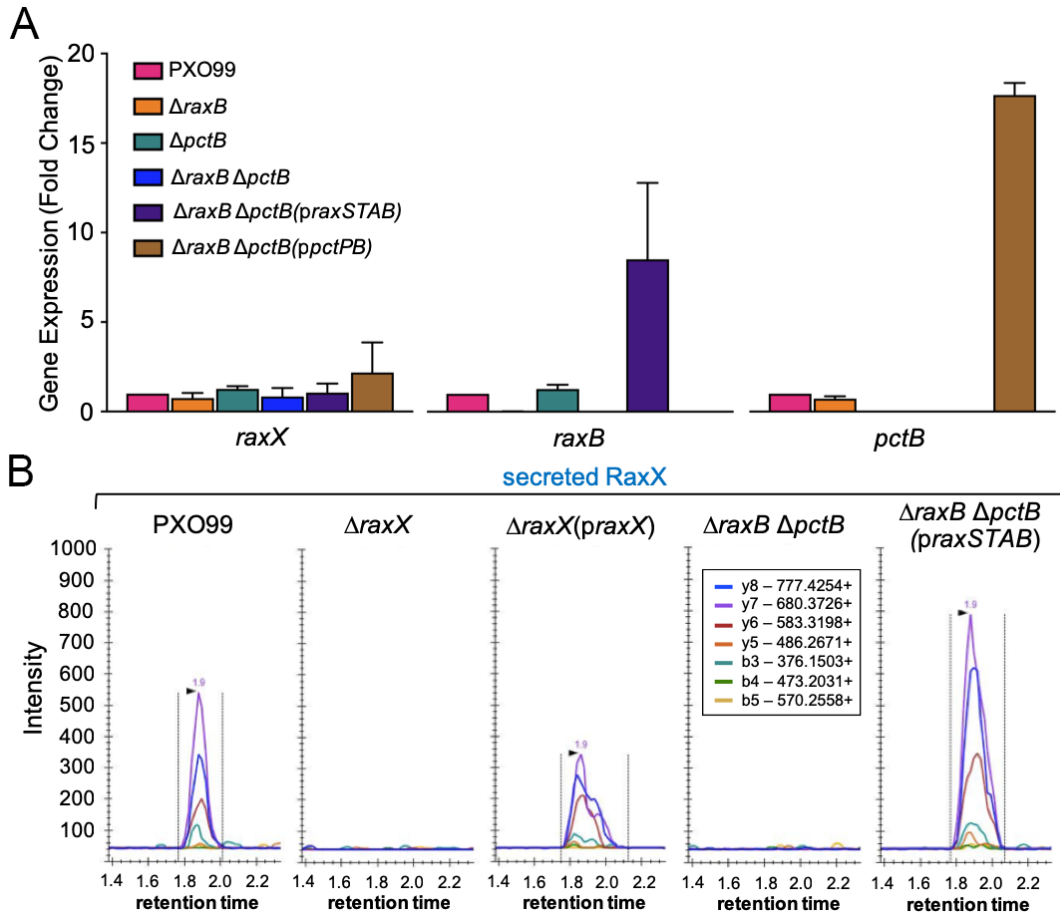 A
Gene Expression (Fold Change)
20
15
10
5
0
PXO99
ΔraxB
ΔpctB
ΔraxB ΔpctB
ΔraxB ΔpctB(praxSTAB)
ΔraxB ΔpctB(ppctPB)
raxX
raxB
pctB
B
secreted RaxX
PXO99
ΔraxX
ΔraxX(praxX)
ΔraxB ΔpctB
ΔraxB ΔpctB
(praxSTAB)
Intensity
1000
900
800
700
600
500
400
300
200
100
1.9
1.9
1.9
y8 – 777.4254+
y7 – 680.3726+
y6 – 583.3198+
y5 – 486.2671+
b3 – 376.1503+
b4 – 473.2031+
b5 – 570.2558+
1.4 1.6 1.8 2.0 2.2
1.4 1.6 1.8 2.0 2.2
1.4 1.6 1.8 2.0 2.2
1.4 1.6 1.8 2.0 2.2
1.4 1.6 1.8 2.0 2.2
retention time
retention time
retention time
retention time
retention time